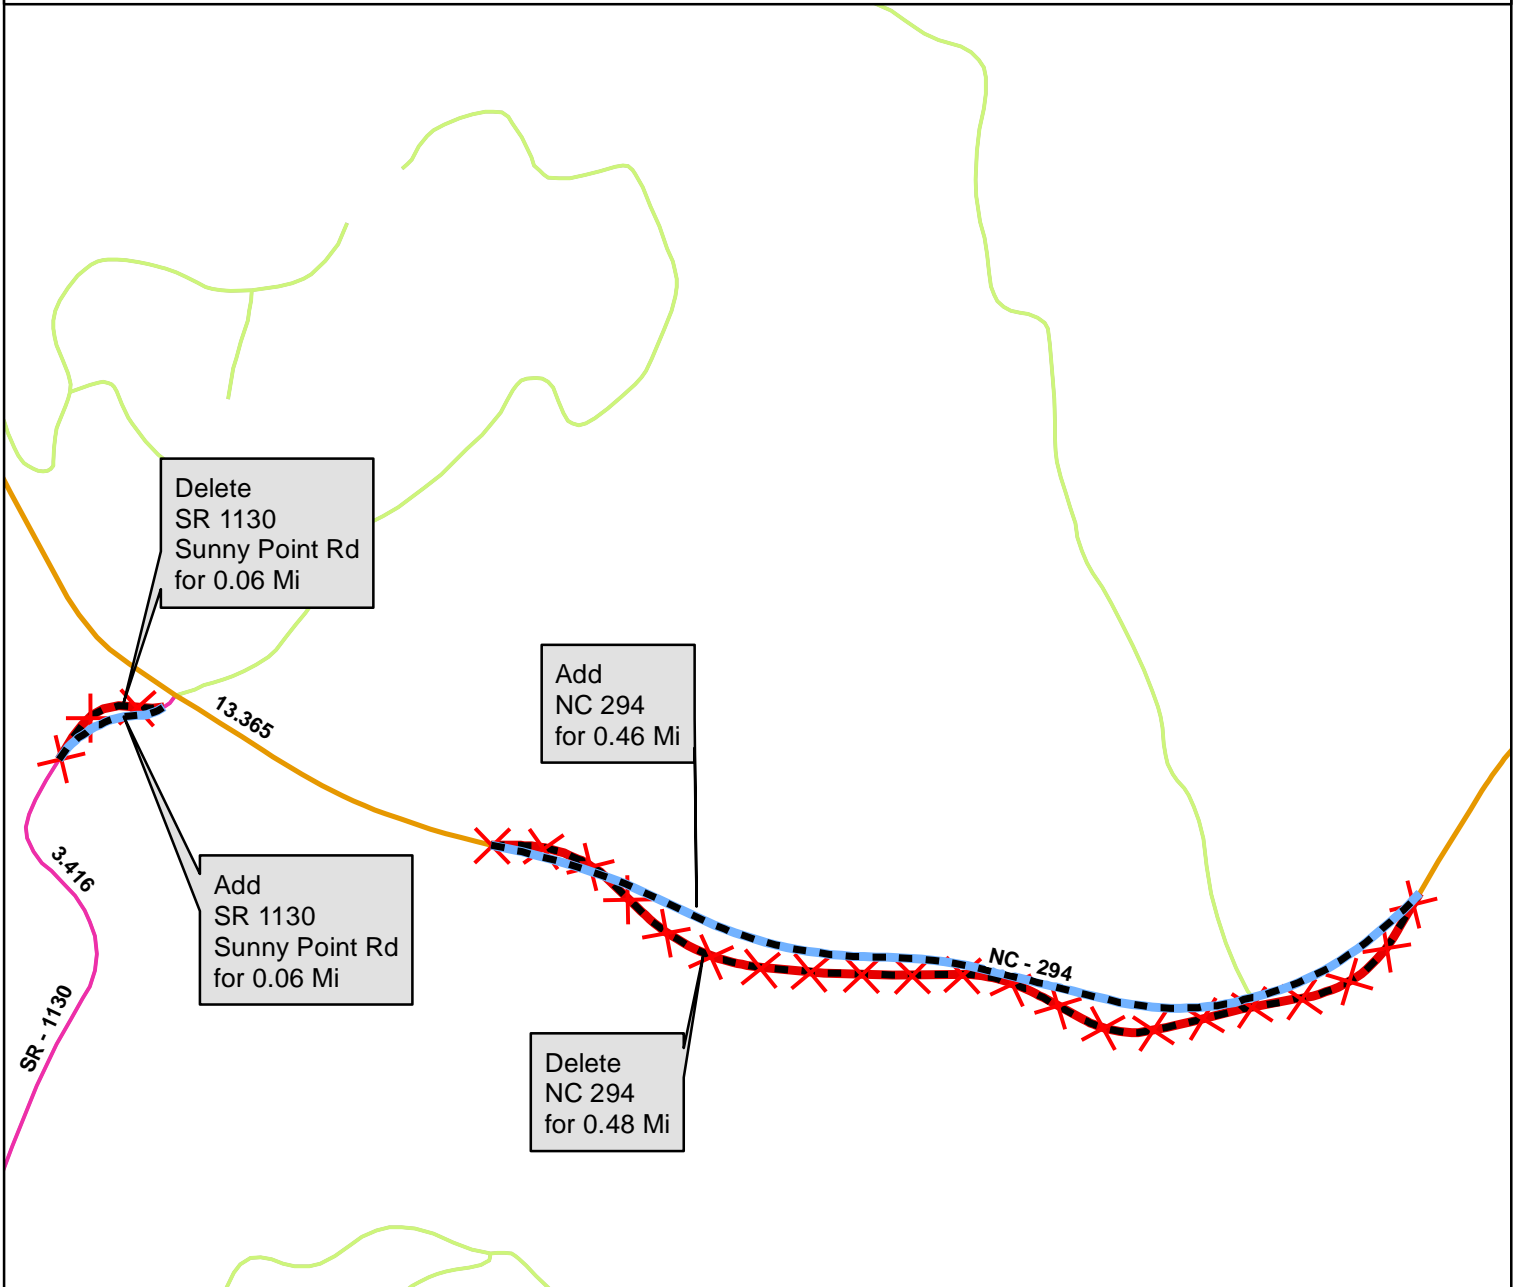 Delete
SR 1130
Sunny Point Rd
for 0.06 Mi
Add
NC 294
for 0.46 Mi
13.365
3.416
Add
SR 1130
Sunny Point Rd
for 0.06 Mi
NC - 294
SR - 1130
Delete
NC 294
for 0.48 Mi